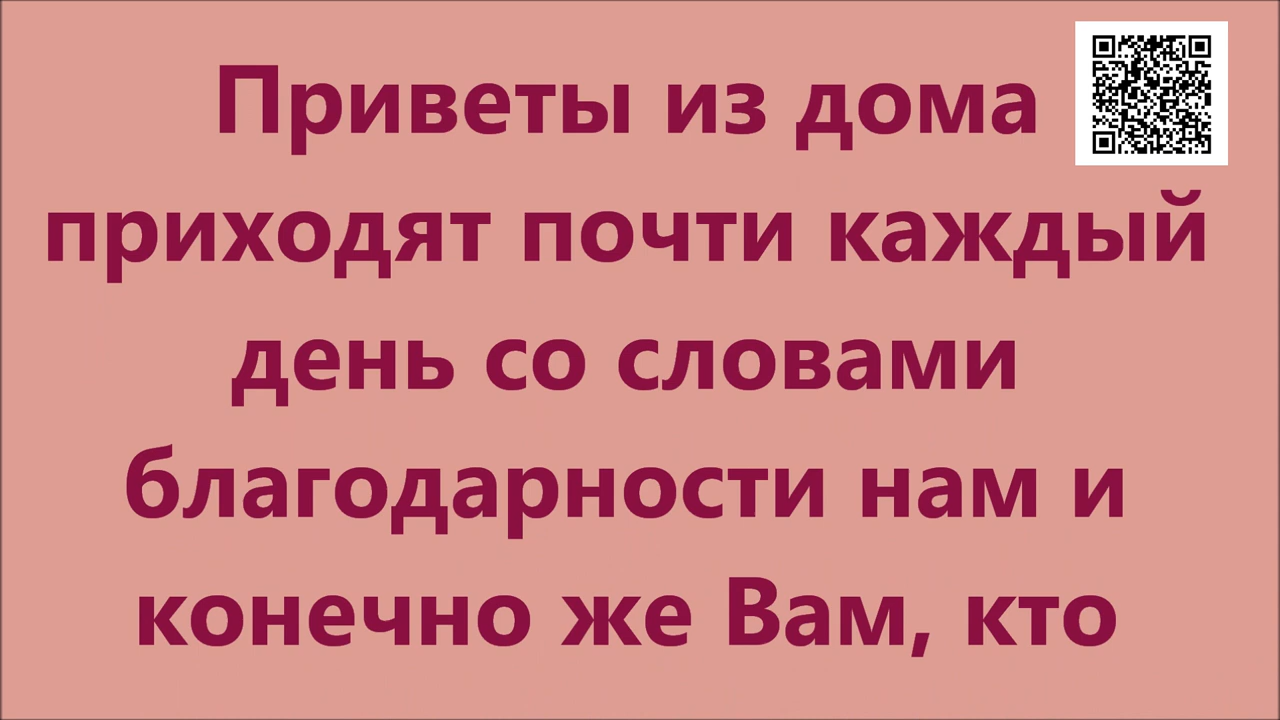 Приветы из дома
приходят почти каждый
день со словами
благодарности нам и
конечно же Вам, кто